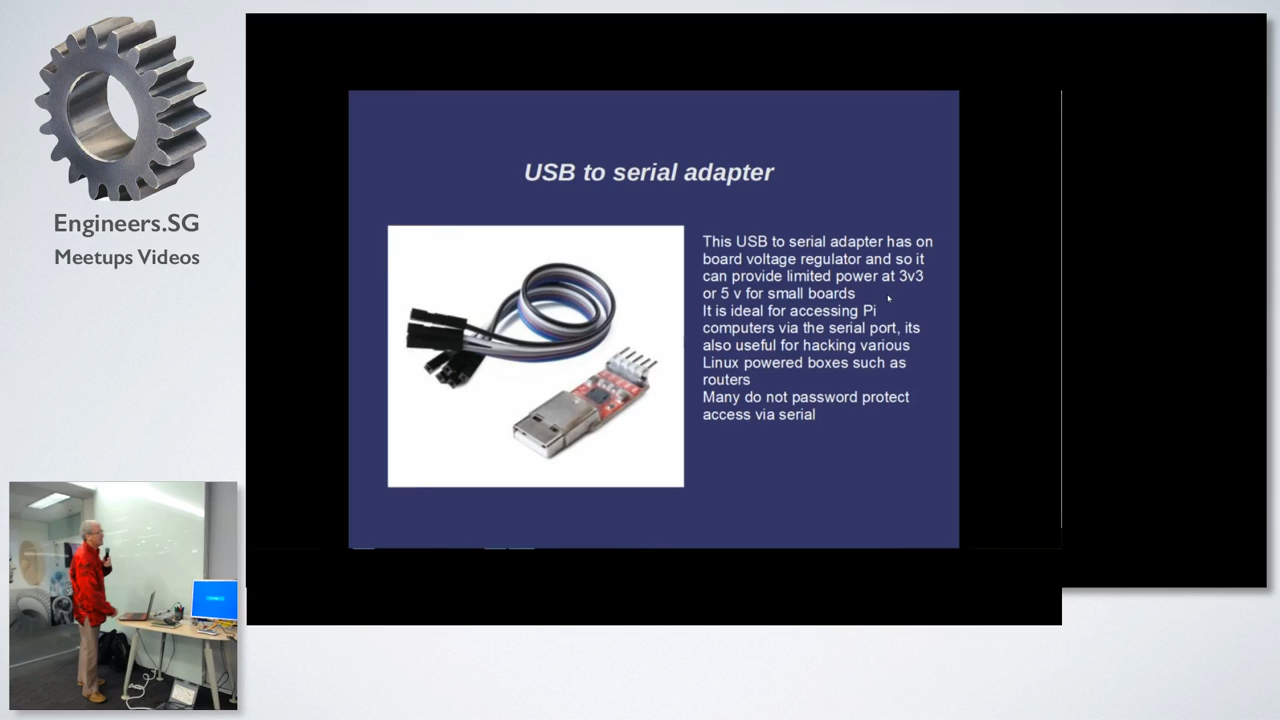 Engineers.SG
Meetups Videos
USB to serial adapter
This USB to serial adapter has on
board voltage regulator and so it
can provide limited power at 3v3
or 5 v for small boards
It is ideal for accessing Pi
computers via the serial port, its
also useful for hacking various
Linux powered boxes such as
routers
Many do not password protect
access via serial